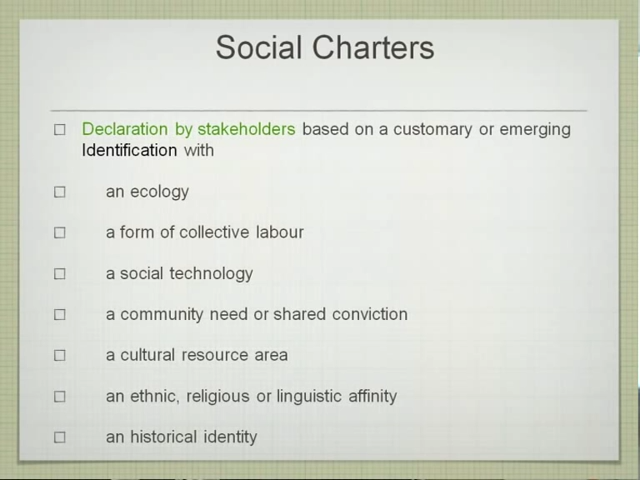 Social Charters
Declaration by stakeholders based on a customary or emerging
Identification with
an ecology
a form of collective labour
a social technology
a community need or shared conviction
a cultural resource area
an ethnic, religious or linguistic affinity
an historical identity